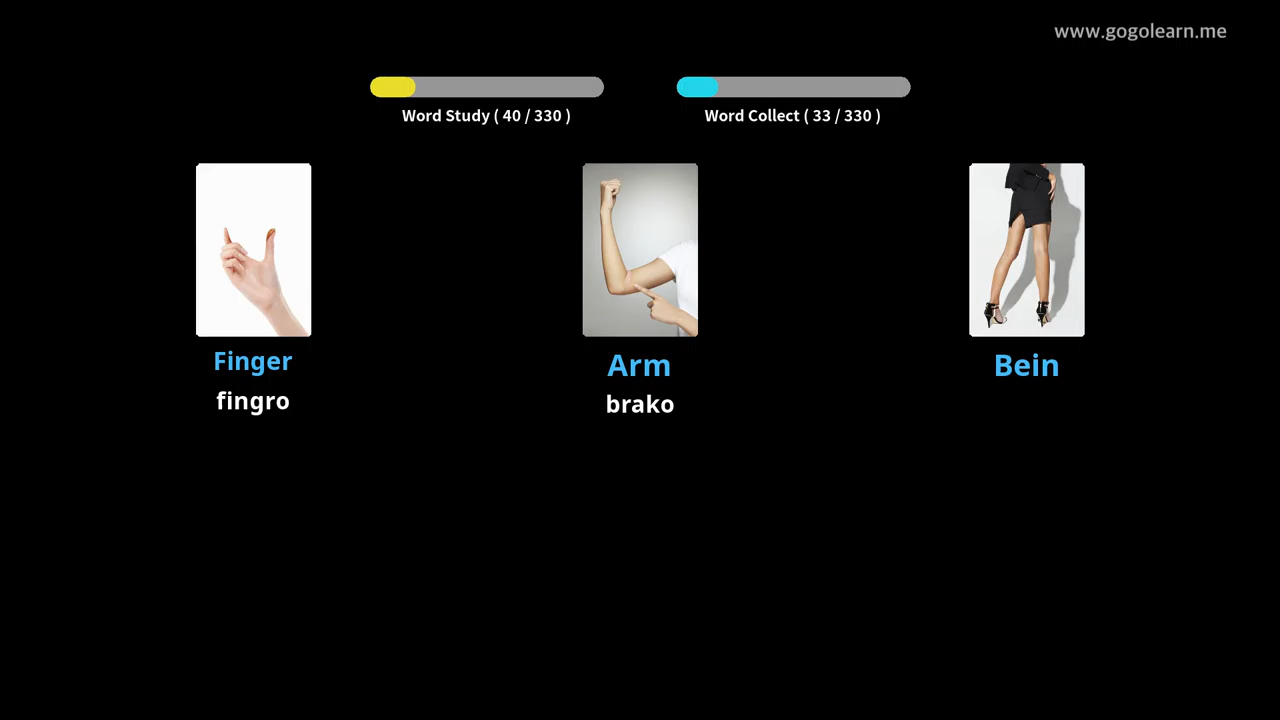 www.gogolearn.me
Word Study ( 40 / 330 )
Word Collect ( 33 / 330 )
Finger
fingro
Arm
brako
Bein